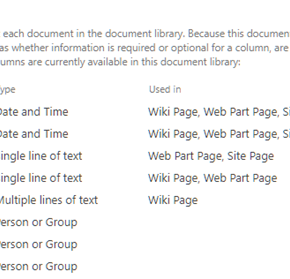 each document in the document library. Because this documen
as whether information is required or optional for a column, are
umns are currently available in this document library:
ype Used in
Date and Time Wiki Page, Web Part Page, Si
Date and Time Wiki Page, Web Part Page, Si
ingle line of text Web Part Page, Site Page
ingle line of text Wiki Page, Web Part Page
Multiple lines of text Wiki Page
erson or Group
erson or Group
erson or Group